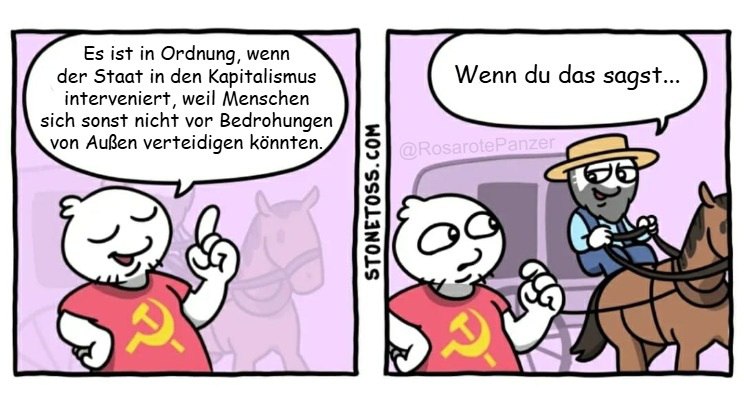 Es ist in Ordnung, wenn
der Staat in den Kapitalismus
interveniert, weil Menschen
sich sonst nicht vor Bedrohungen
von Außen verteidigen könnten.
STONETOSS.COM
Wenn du das sagst...
@RosarotePanzer